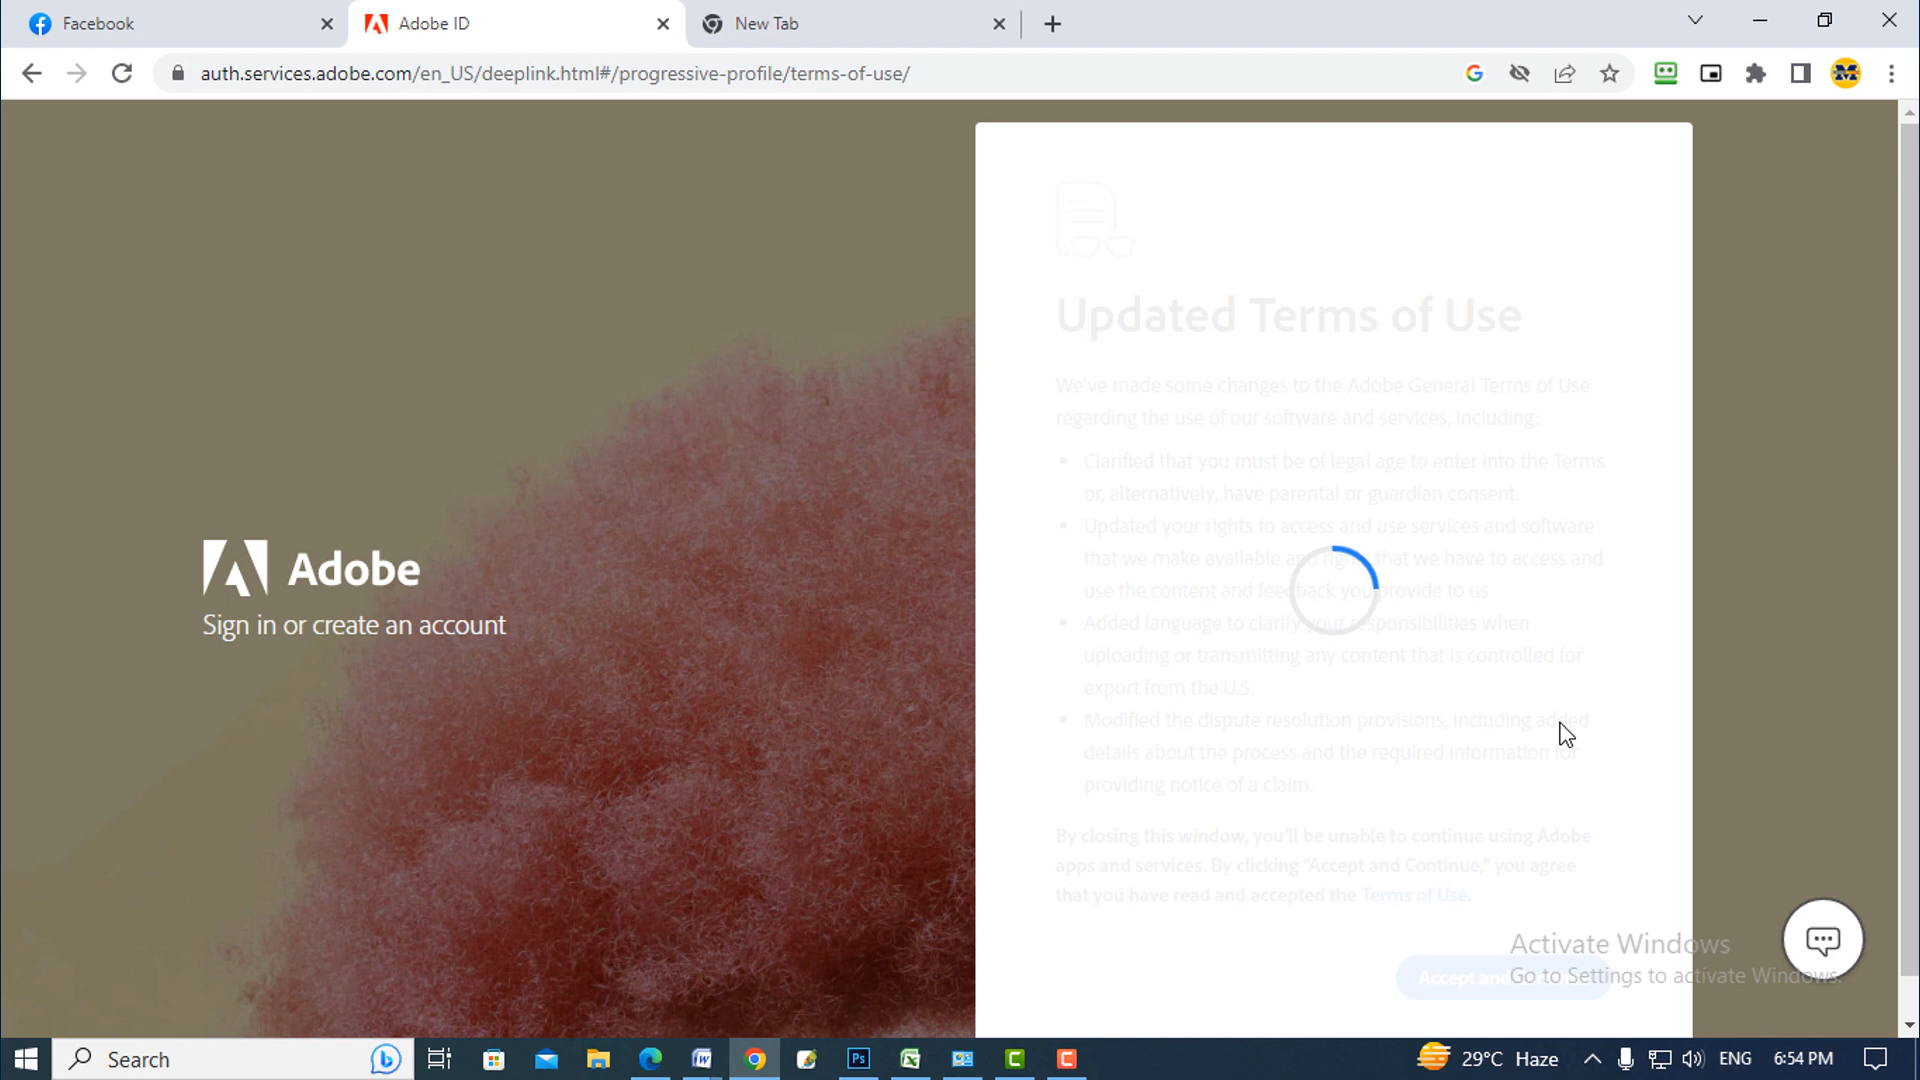 Facebook
Adobe ID
New Tab
auth.services.adobe.com/en_US/deeplink.html#/progressive-profile/terms-of-use/
Adobe
Sign in or create an account
Updated Terms of Use
We've made some changes to the Adobe General Terms of Use
regarding the use of our software and services, including:
Clarified that you must be of legal age to enter into the Terms
or, alternatively, have parental or guardian consent.
Updated your rights to access and use services and software
that we make available and rights that we have to access and
use the content and feedback you provide to us
Added language to clarify your responsibilities when
uploading or transmitting any content that is controlled for
export from the U.S.
Modified the dispute resolution provisions, including added
details about the process and the required information for
providing notice of a claim.
By closing this window, you'll be unable to continue using Adobe
apps and services. By clicking "Accept and Continue," you agree
that you have read and accepted the Terms of Use.
Accept and
Activate Windows
Go to Settings to activate Windows.
Search
Ps
29°C Haze
ENG
6:54 PM